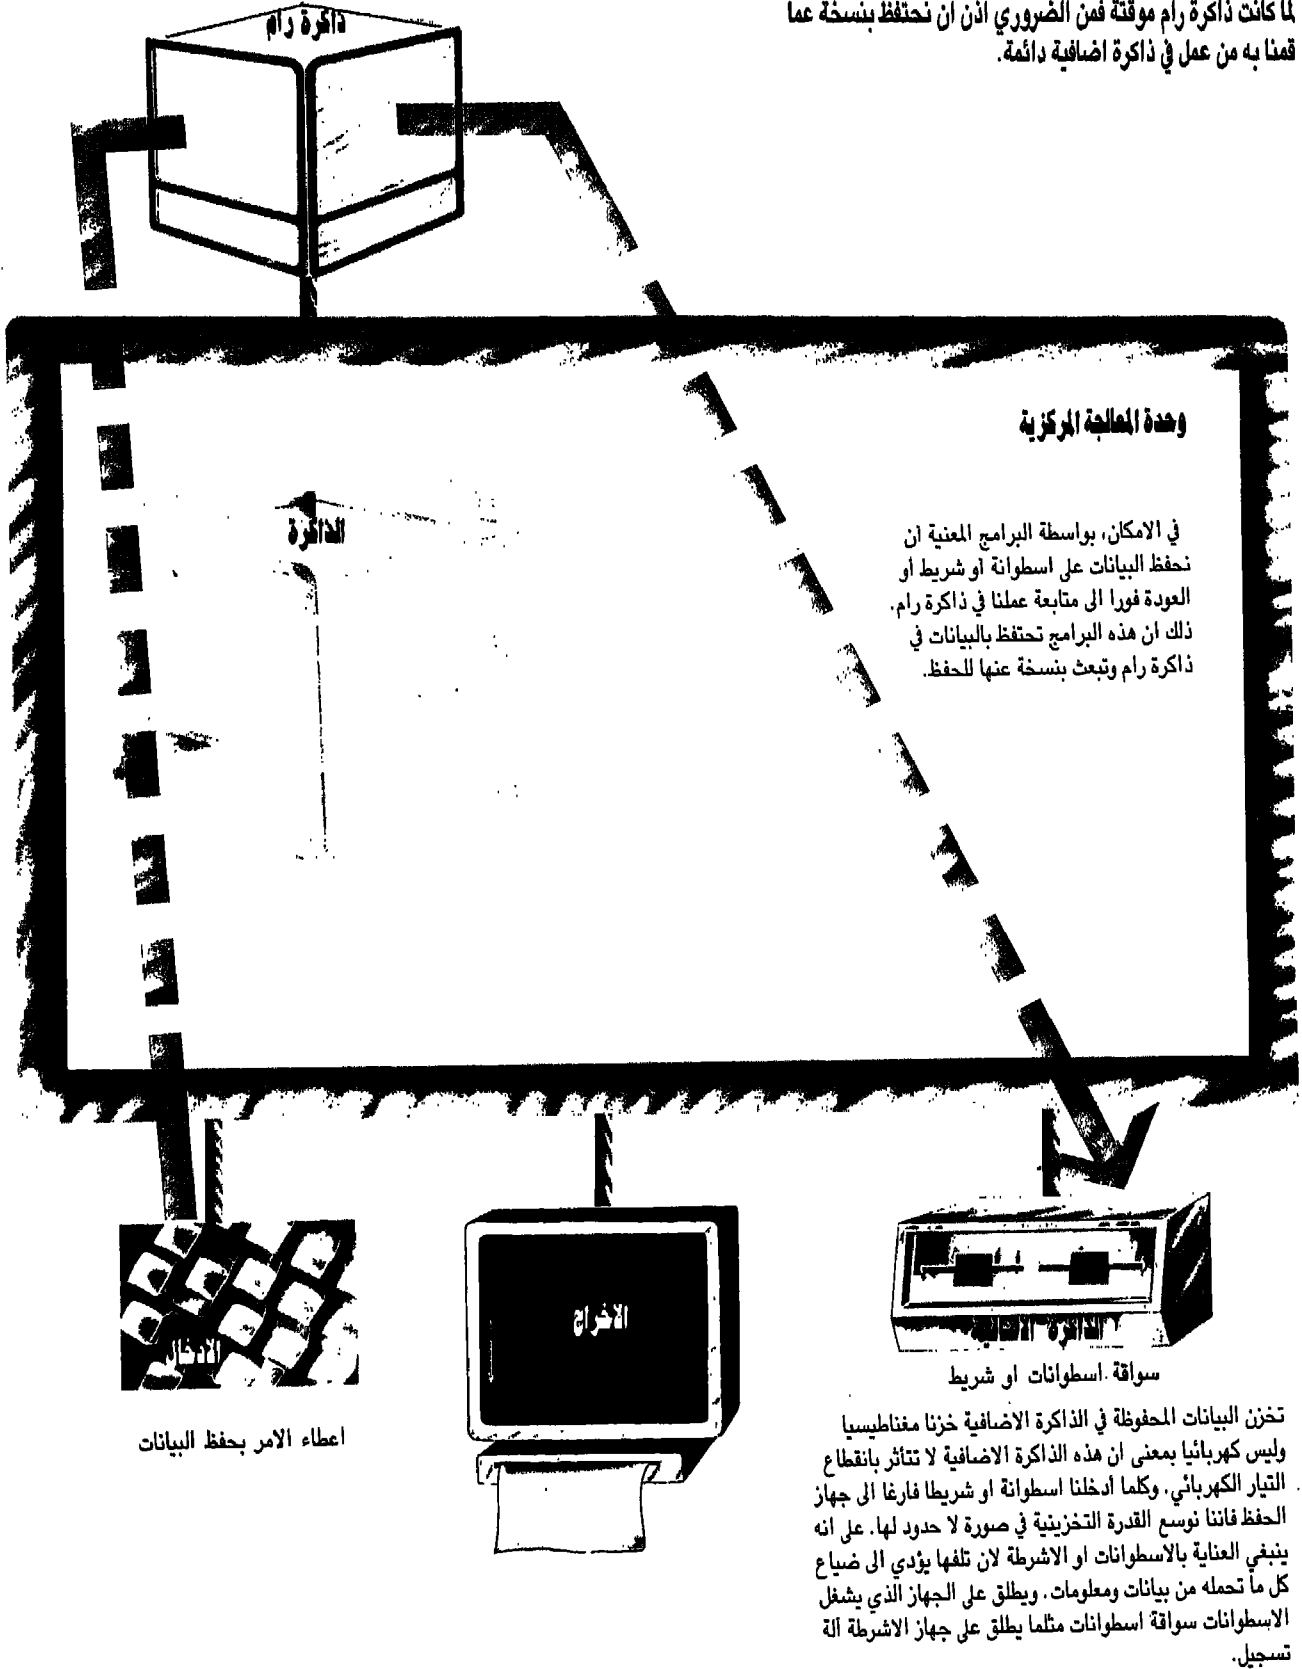 لما كانت ذاكرة رام موقتة فمن الضروري اذن ان نحتفظ بنسخة عما
قمنا به من عمل في ذاكرة اضافية دائمة.
ذاكرة رام
وحدة المعالجة المركزية
الذاكرة
في الامكان، بواسطة البرامج المعنية أن
نحفظ البيانات على اسطوانة أو شريط أو
العودة فورا الى متابعة عملنا في ذاكرة رام.
ذلك ان هذه البرامج تحتفظ بالبيانات في
ذاكرة رام وتبعث بنسخة عنها للحفظ.
الادخال
اعطاء الامر بحفظ البيانات
الاخراج
الذاكرة الاضافية
سواقة اسطوانات او شريط
تخزن البيانات المحفوظة في الذاكرة الاضافية خزنا مغناطيسيا
وليس كهربائيا بمعنى ان هذه الذاكرة الاضافية لا تتأثر بانقطاع
التيار الكهربائي. وكلما أدخلنا اسطوانة او شريطا فارغا الى جهاز
الحفظ فاننا نوسع القدرة التخزينية في صورة لا حدود لها. على انه
ينبغي العناية بالاسطوانات او الاشرطة لان تلفها يؤدي الى ضياع
كل ما تحمله من بيانات ومعلومات. ويطلق على الجهاز الذي يشغل
الاسطوانات سواقة اسطوانات مثلما يطلق على جهاز الاشرطة آلة
تسجيل.